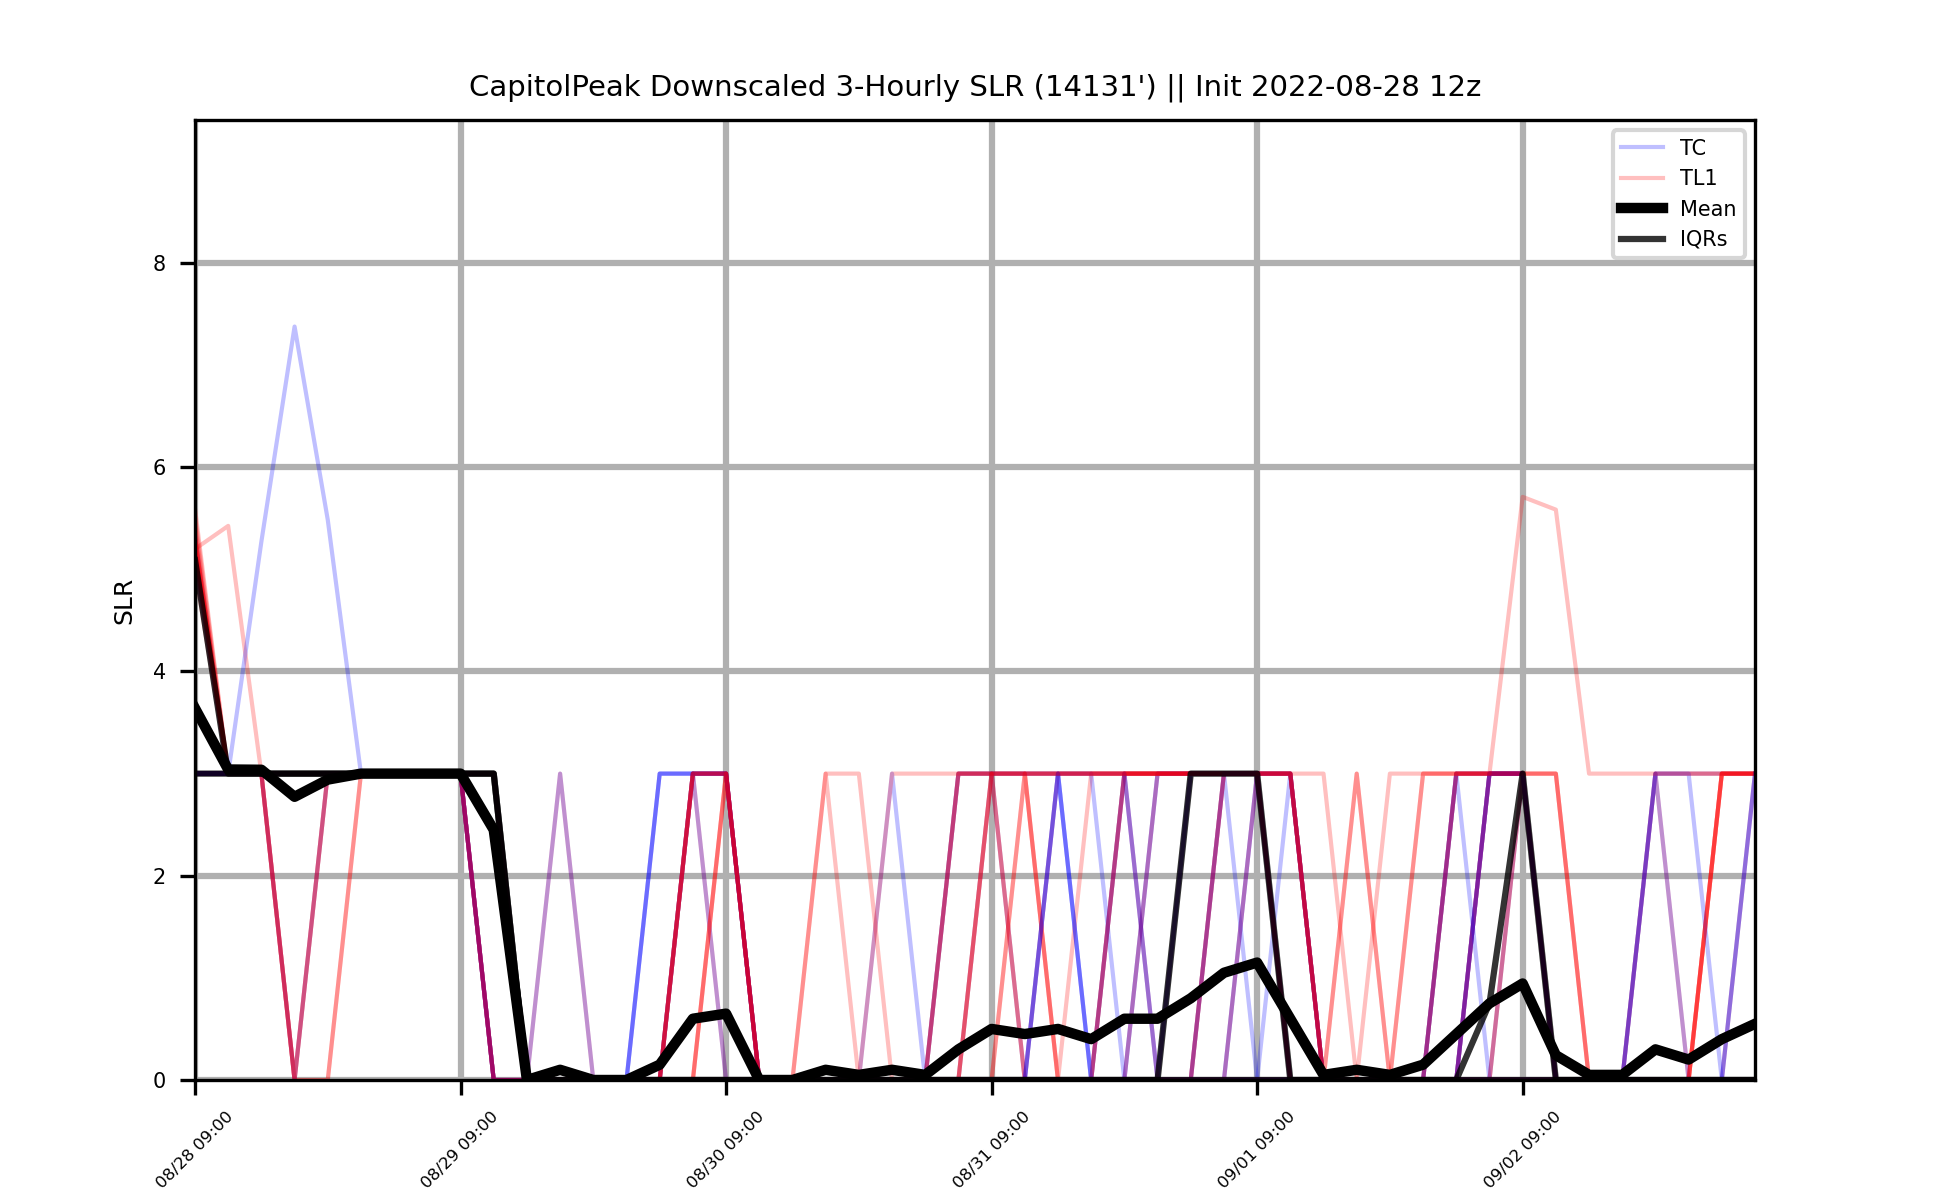 CapitolPeak Downscaled 3-Hourly SLR (14131') || Init 2022-08-28 12z
TC
TL1
Mean
IQRs
8
6
4
2
0
SLR
08/28 09:00
08/29 09:00
08/30 09:00
08/31 09:00
09/01 09:00
09/02 09:00